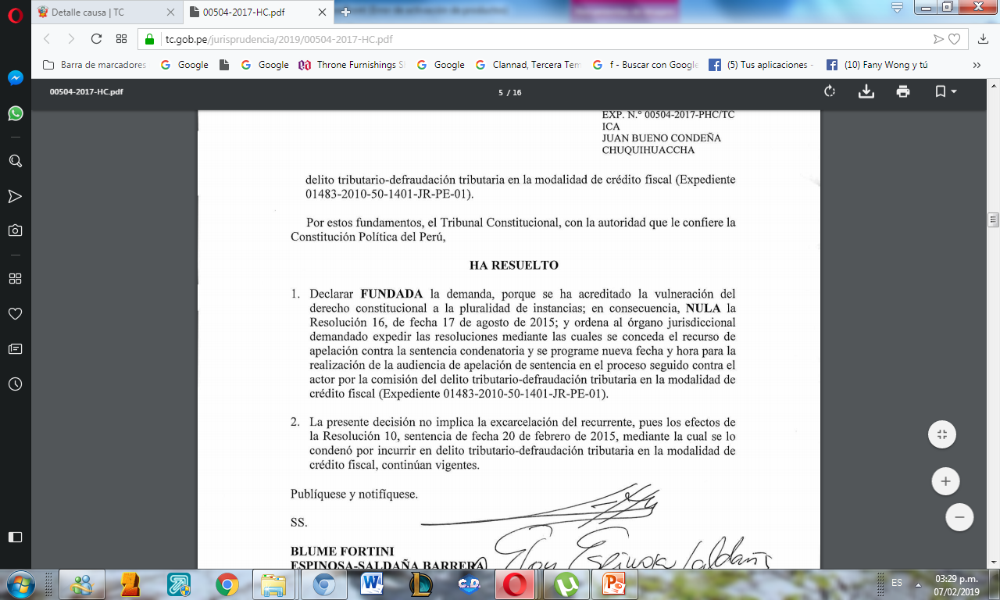 Detalle causa | TC
00504-2017-HC.pdf
tc.gob.pe/jurisprudencia/2019/00504-2017-HC.pdf
Barra de marcadores
Google
Google
Throne Furnishings S
Google
Clannad, Tercera Tem
f - Buscar con Google
(5) Tus aplicaciones -
(10) Fany Wong y tú
00504-2017-HC.pdf
5 / 16
EXP. N.° 00504-2017-PHC/TC
ICA
JUAN BUENO CONDEÑA
CHUQUIHUACCHA
delito tributario-defraudación tributaria en la modalidad de crédito fiscal (Expediente
01483-2010-50-1401-JR-PE-01).
Por estos fundamentos, el Tribunal Constitucional, con la autoridad que le confiere la
Constitución Política del Perú,
HA RESUELTO
1. Declarar FUNDADA la demanda, porque se ha acreditado la vulneración del
derecho constitucional a la pluralidad de instancias; en consecuencia, NULA la
Resolución 16, de fecha 17 de agosto de 2015; y ordena al órgano jurisdiccional
demandado expedir las resoluciones mediante las cuales se conceda el recurso de
apelación contra la sentencia condenatoria y se programe nueva fecha y hora para la
realización de la audiencia de apelación de sentencia en el proceso seguido contra el
actor por la comisión del delito tributario-defraudación tributaria en la modalidad de
crédito fiscal (Expediente 01483-2010-50-1401-JR-PE-01).
2. La presente decisión no implica la excarcelación del recurrente, pues los efectos de
la Resolución 10, sentencia de fecha 20 de febrero de 2015, mediante la cual se lo
condenó por incurrir en delito tributario-defraudación tributaria en la modalidad de
crédito fiscal, continúan vigentes.
Publíquese y notifíquese.
SS.
BLUME FORTINI
ESPINOSA-SALDAÑA BARRERA
Espinosa Saldaña
C.D.
ES
03:29 p.m.
07/02/2019